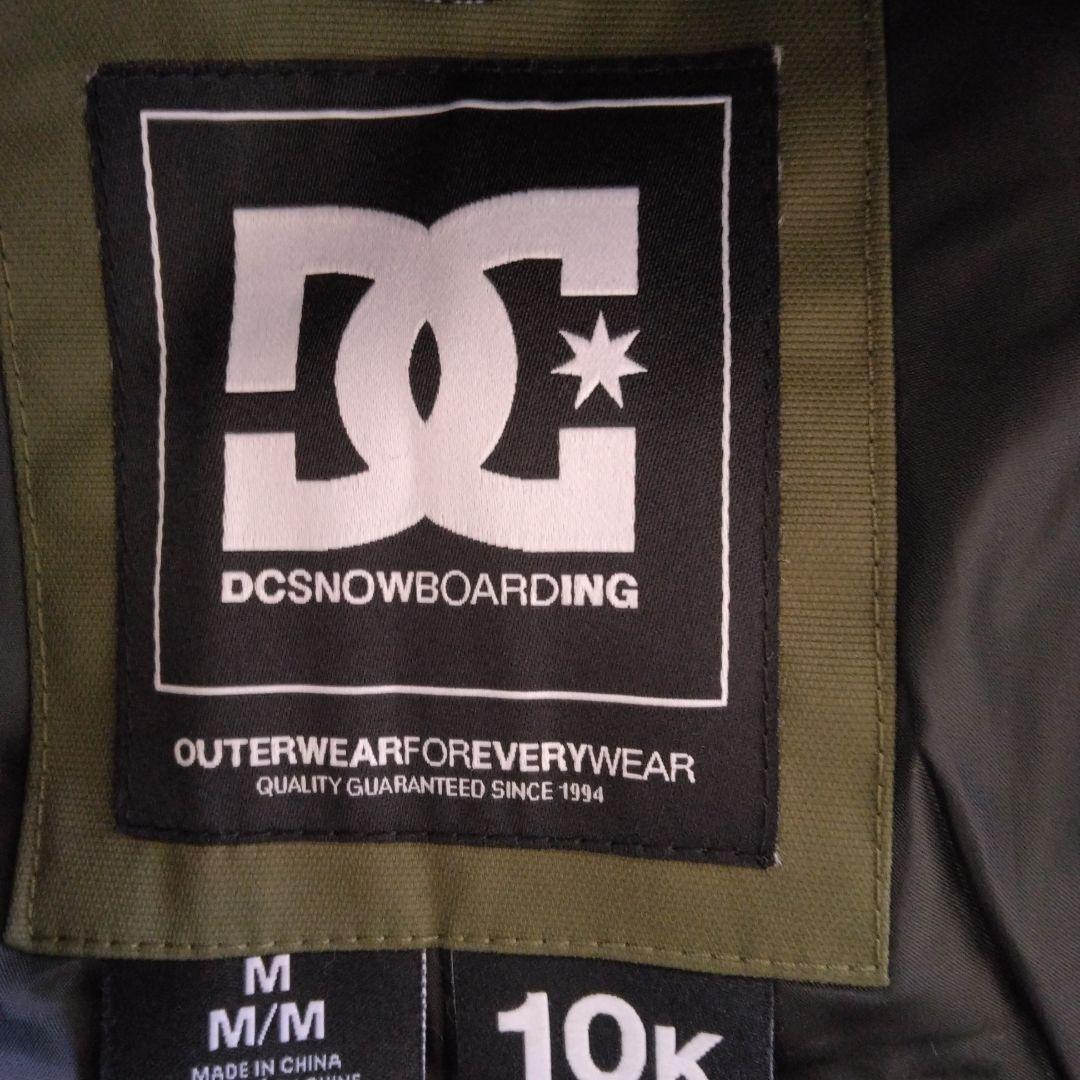 DC
DCSNOWBOARDING
OUTERWEARFOREVERYWEAR
QUALITY GUARANTEED SINCE 1994
M
M/M
MADE IN CHINA
10K